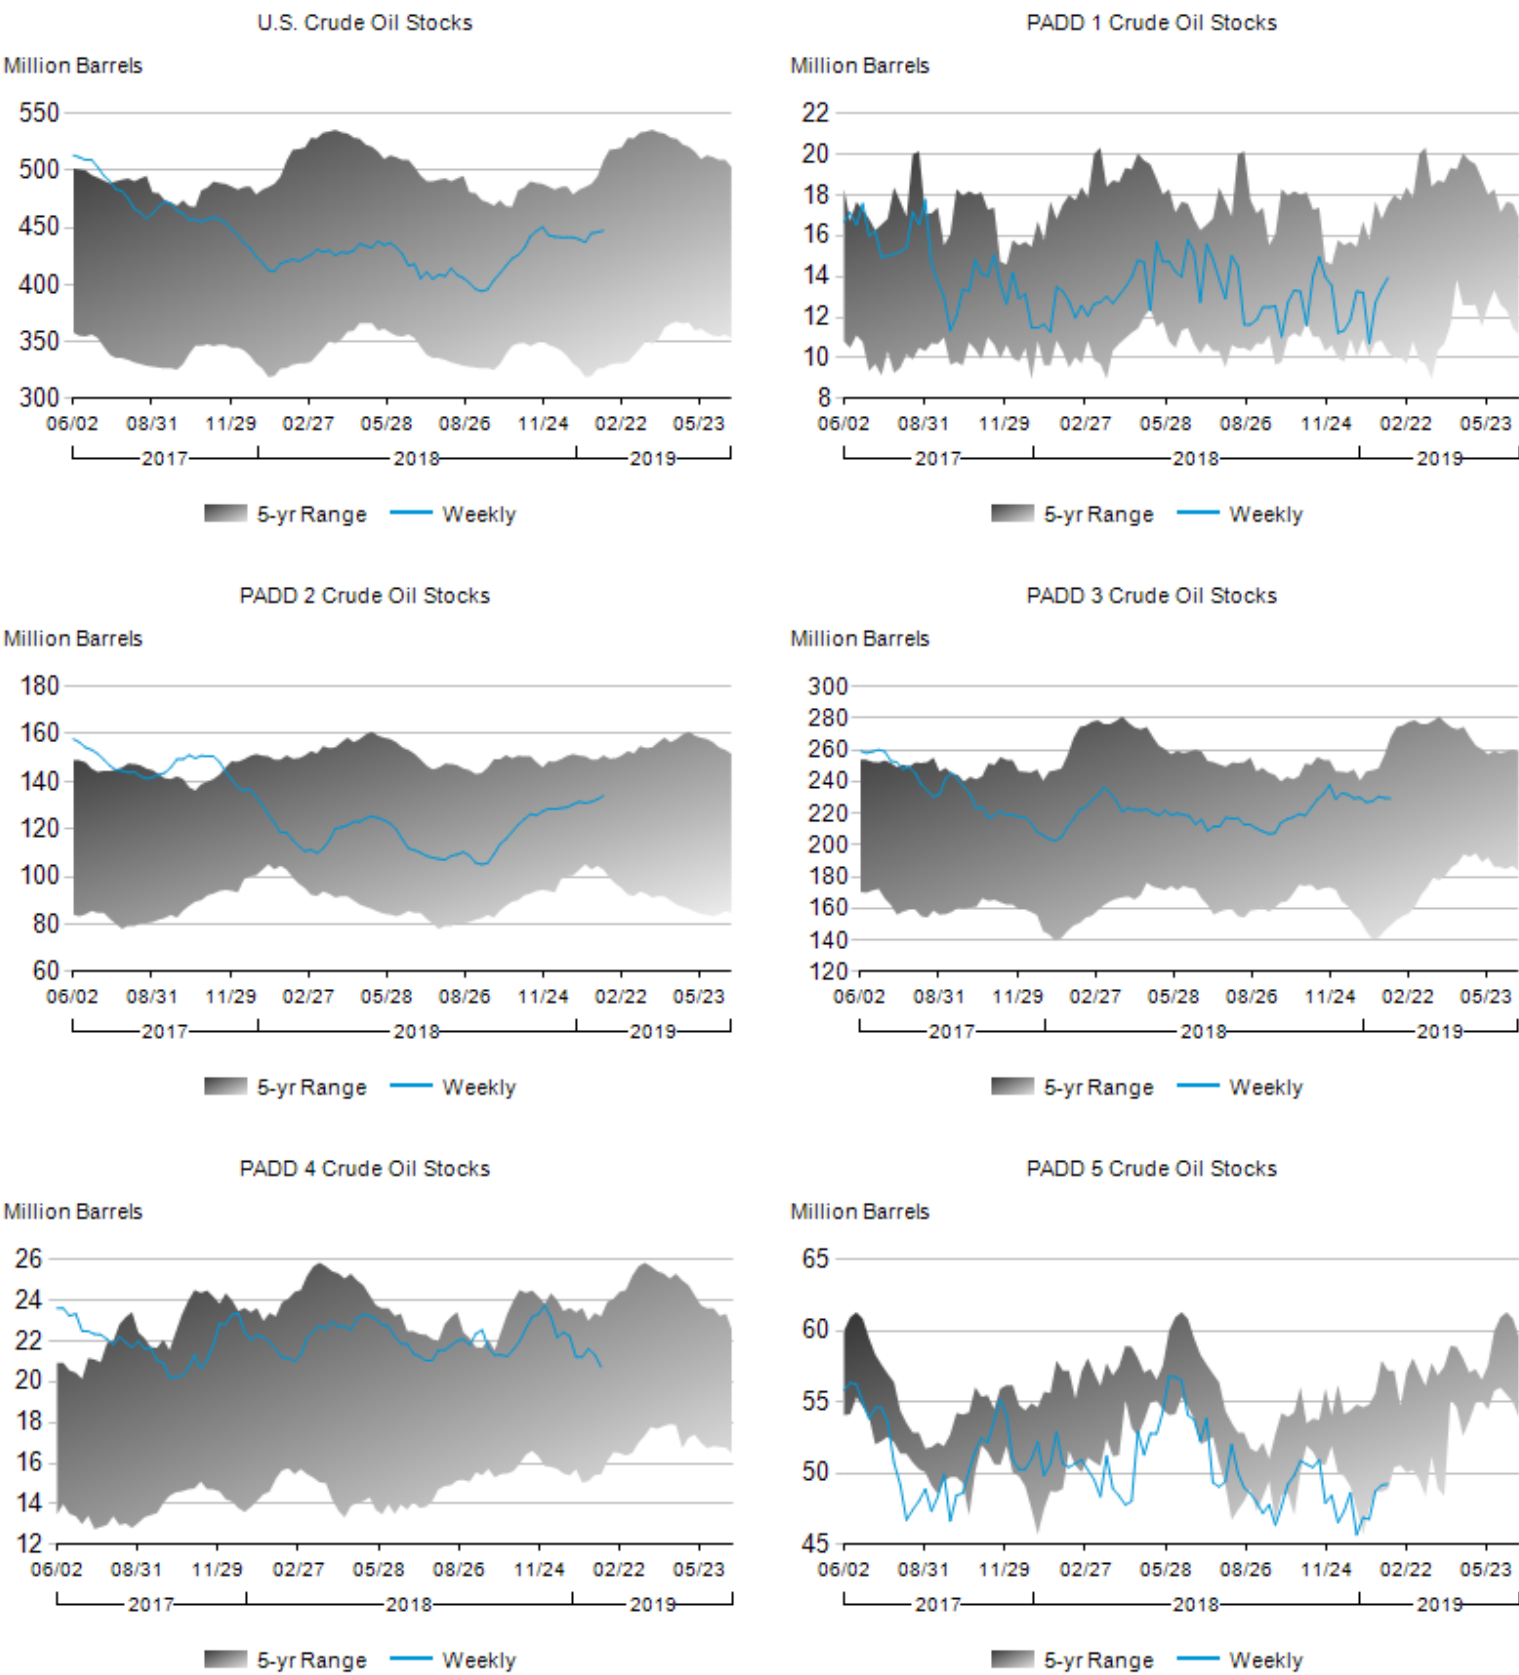 U.S. Crude Oil Stocks
Million Barrels
550
500
450
400
350
300
06/02 08/31 11/29 02/27 05/28 08/26 11/24 02/22 05/23
2017 2018 2019
5-yr Range Weekly
PADD 1 Crude Oil Stocks
Million Barrels
22
20
18
16
14
12
10
8
06/02 08/31 11/29 02/27 05/28 08/26 11/24 02/22 05/23
2017 2018 2019
5-yr Range Weekly
PADD 2 Crude Oil Stocks
Million Barrels
180
160
140
120
100
80
60
06/02 08/31 11/29 02/27 05/28 08/26 11/24 02/22 05/23
2017 2018 2019
5-yr Range Weekly
PADD 3 Crude Oil Stocks
Million Barrels
300
280
260
240
220
200
180
160
140
120
06/02 08/31 11/29 02/27 05/28 08/26 11/24 02/22 05/23
2017 2018 2019
5-yr Range Weekly
PADD 4 Crude Oil Stocks
Million Barrels
26
24
22
20
18
16
14
12
06/02 08/31 11/29 02/27 05/28 08/26 11/24 02/22 05/23
2017 2018 2019
5-yr Range Weekly
PADD 5 Crude Oil Stocks
Million Barrels
65
60
55
50
45
06/02 08/31 11/29 02/27 05/28 08/26 11/24 02/22 05/23
2017 2018 2019
5-yr Range Weekly